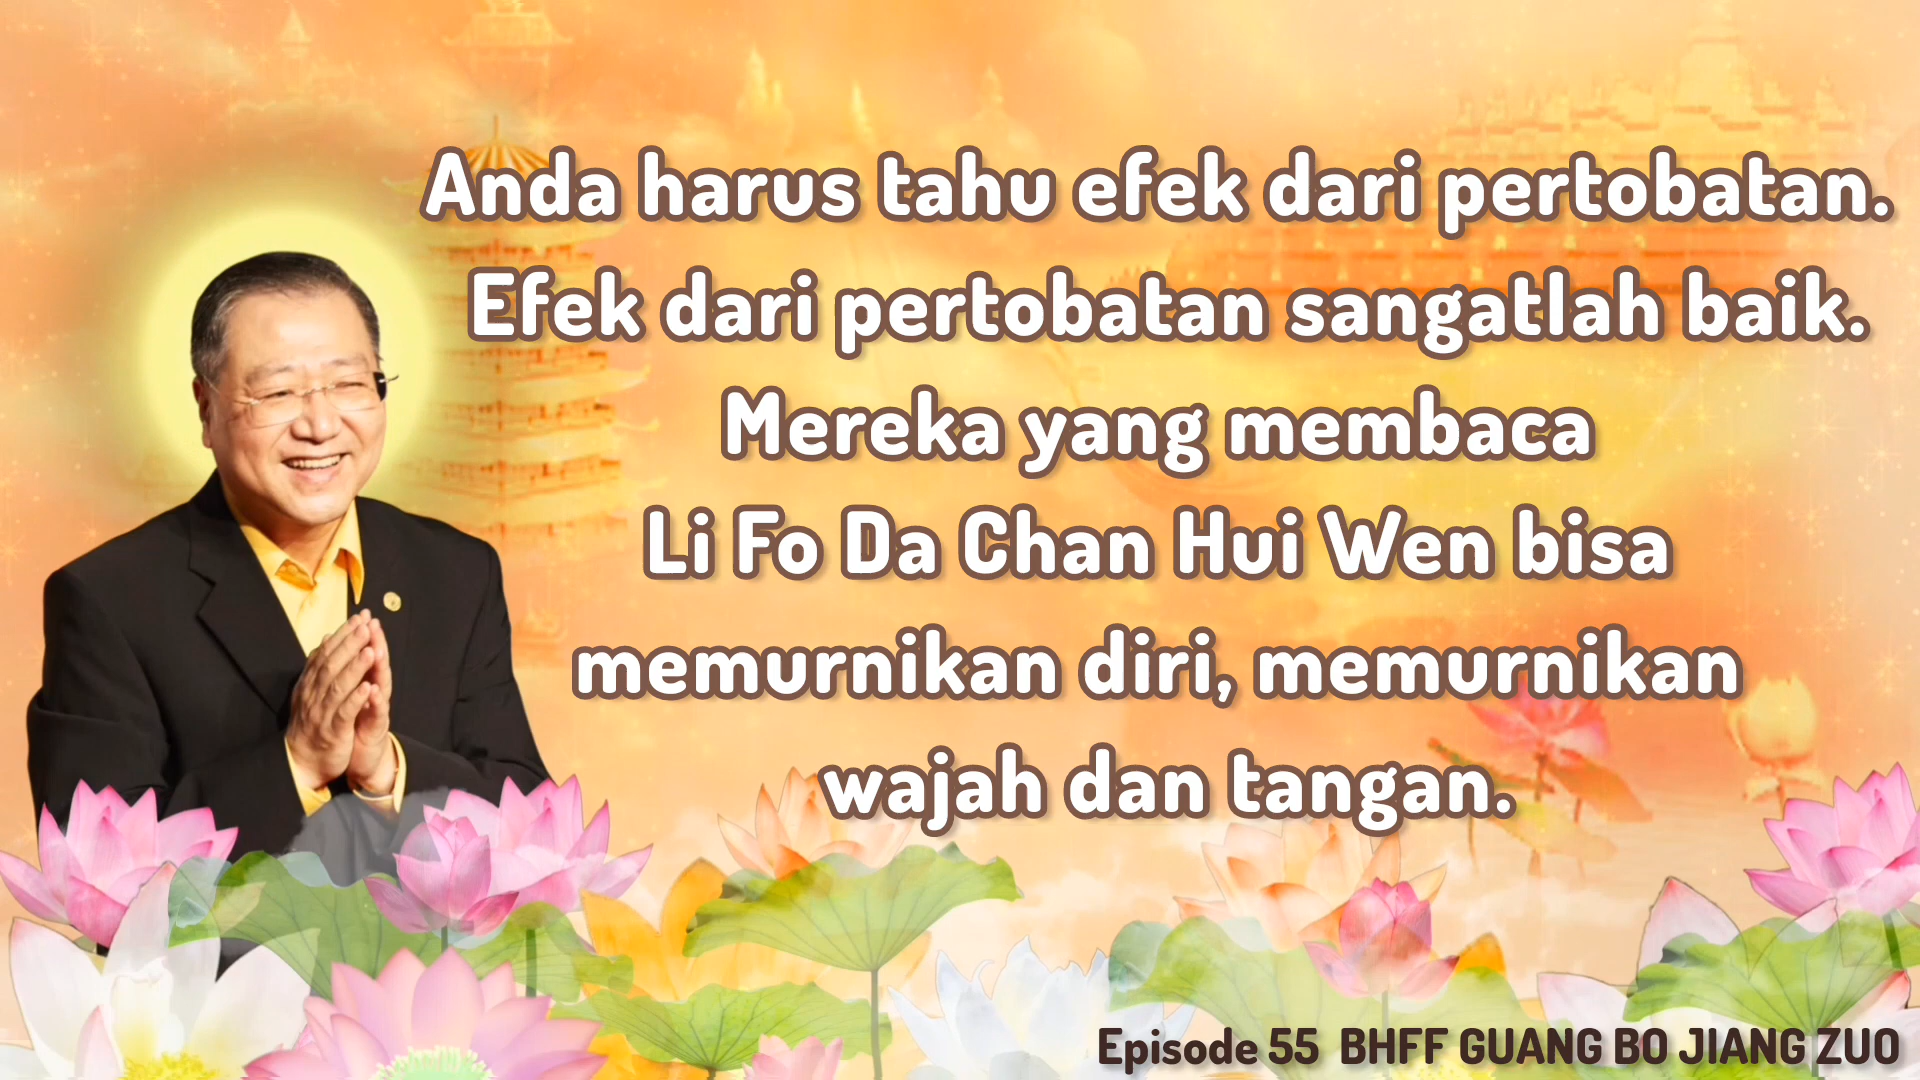 Anda harus tahu efek dari pertobatan.
Efek dari pertobatan sangatlah baik.
Mereka yang membaca
Li Fo Da Chan Hui Wen bisa
memurnikan diri, memurnikan
wajah dan tangan.
Episode 55 BHFF GUANG BO JIANG ZUO